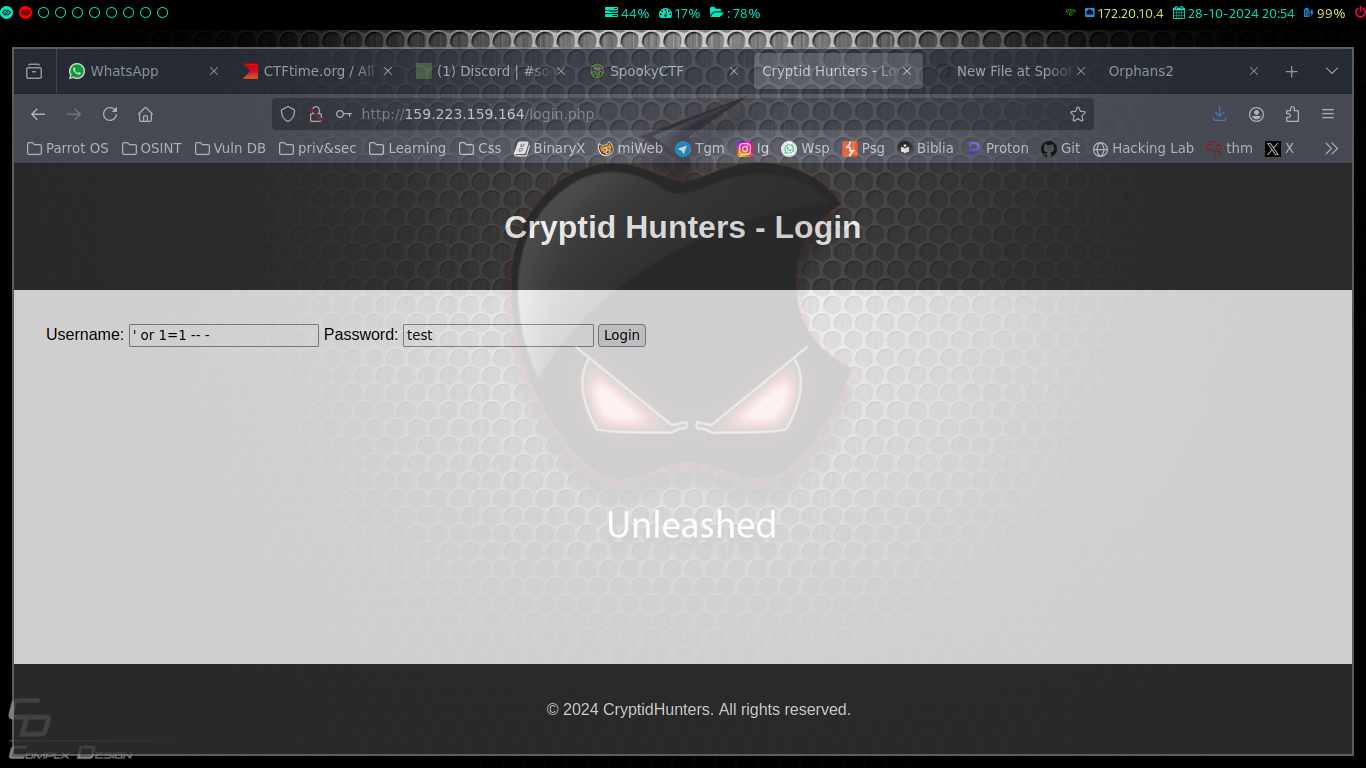 44% 17% : 78% 172.20.10.4 28-10-2024 20:54 99%
WhatsApp CTFtime.org / All (1) Discord | #so SpookyCTF Cryptid Hunters - Lo New File at Spool Orphans2
http://159.223.159.164/login.php
Parrot OS OSINT Vuln DB priv&sec Learning Css BinaryX miWeb Tgm Ig Wsp Psg Biblia Proton Git Hacking Lab thm X
Cryptid Hunters - Login
Username: ' or 1=1 -- - Password: test Login
Unleashed
© 2024 CryptidHunters. All rights reserved.
CD
Complx Design